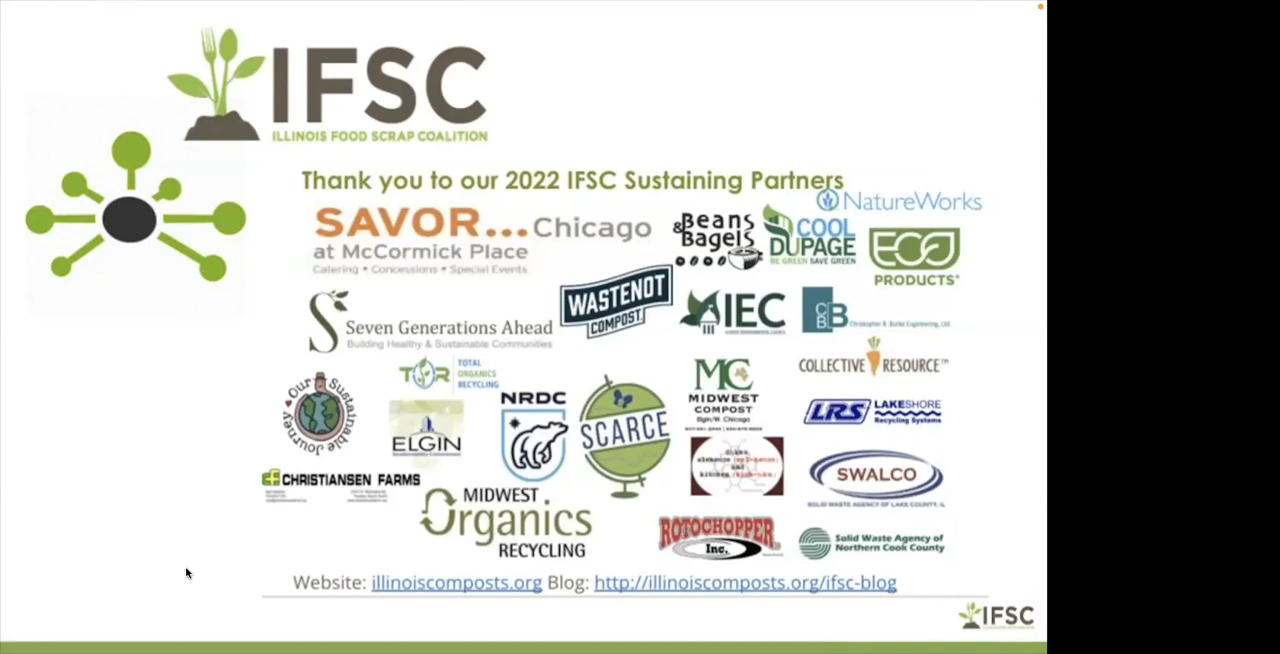 IFSC
ILLINOIS FOOD SCRAP COALITION
Thank you to our 2022 IFSC Sustaining Partners
NatureWorks
SAVOR... Chicago
at McCormick Place
Catering • Concessions • Special Events
Beans
& Bagels
COOL
DUPAGE
BE GREEN SAVE GREEN
ECO
PRODUCTS®
Seven Generations Ahead
Building Healthy & Sustainable Communities
WASTENOT
COMPOST
IEC
CBB
Christopher B. Burke Engineering, Ltd.
TOR
TOTAL
ORGANICS
RECYCLING
COLLECTIVE RESOURCE™
Our Sustainable Journey
ELGIN
NRDC
SCARCE
MC
MIDWEST
COMPOST
Elgin/W. Chicago
LRS LAKESHORE
Recycling Systems
SWALCO
SOLID WASTE AGENCY OF LAKE COUNTY, IL
CHRISTIANSEN FARMS
MIDWEST
Organics
RECYCLING
ROTOCHOPPER
Inc.
Solid Waste Agency of
Northern Cook County
Website: illinoiscomposts.org Blog: http://illinoiscomposts.org/ifsc-blog
IFSC